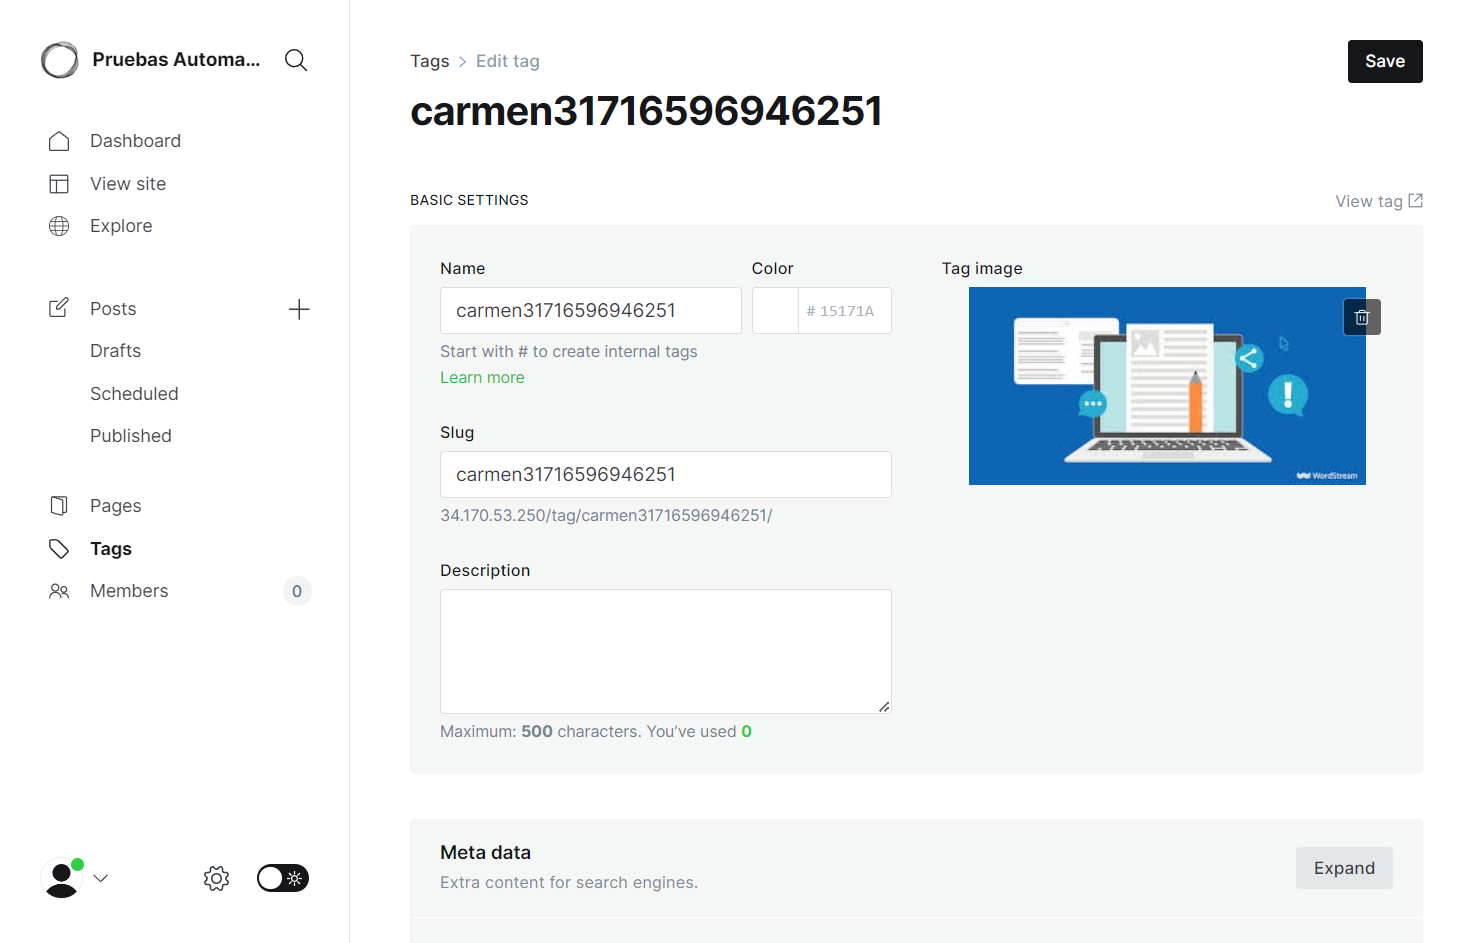 Pruebas Automa...
Dashboard
View site
Explore
Posts
Drafts
Scheduled
Published
Pages
Tags
Members
0
Tags > Edit tag
Save
carmen31716596946251
BASIC SETTINGS
View tag
Name
carmen31716596946251
Color
# 15171A
Start with # to create internal tags
Learn more
Slug
carmen31716596946251
34.170.53.250/tag/carmen31716596946251/
Description
Maximum: 500 characters. You’ve used 0
Tag image
WordStream
Meta data
Extra content for search engines.
Expand